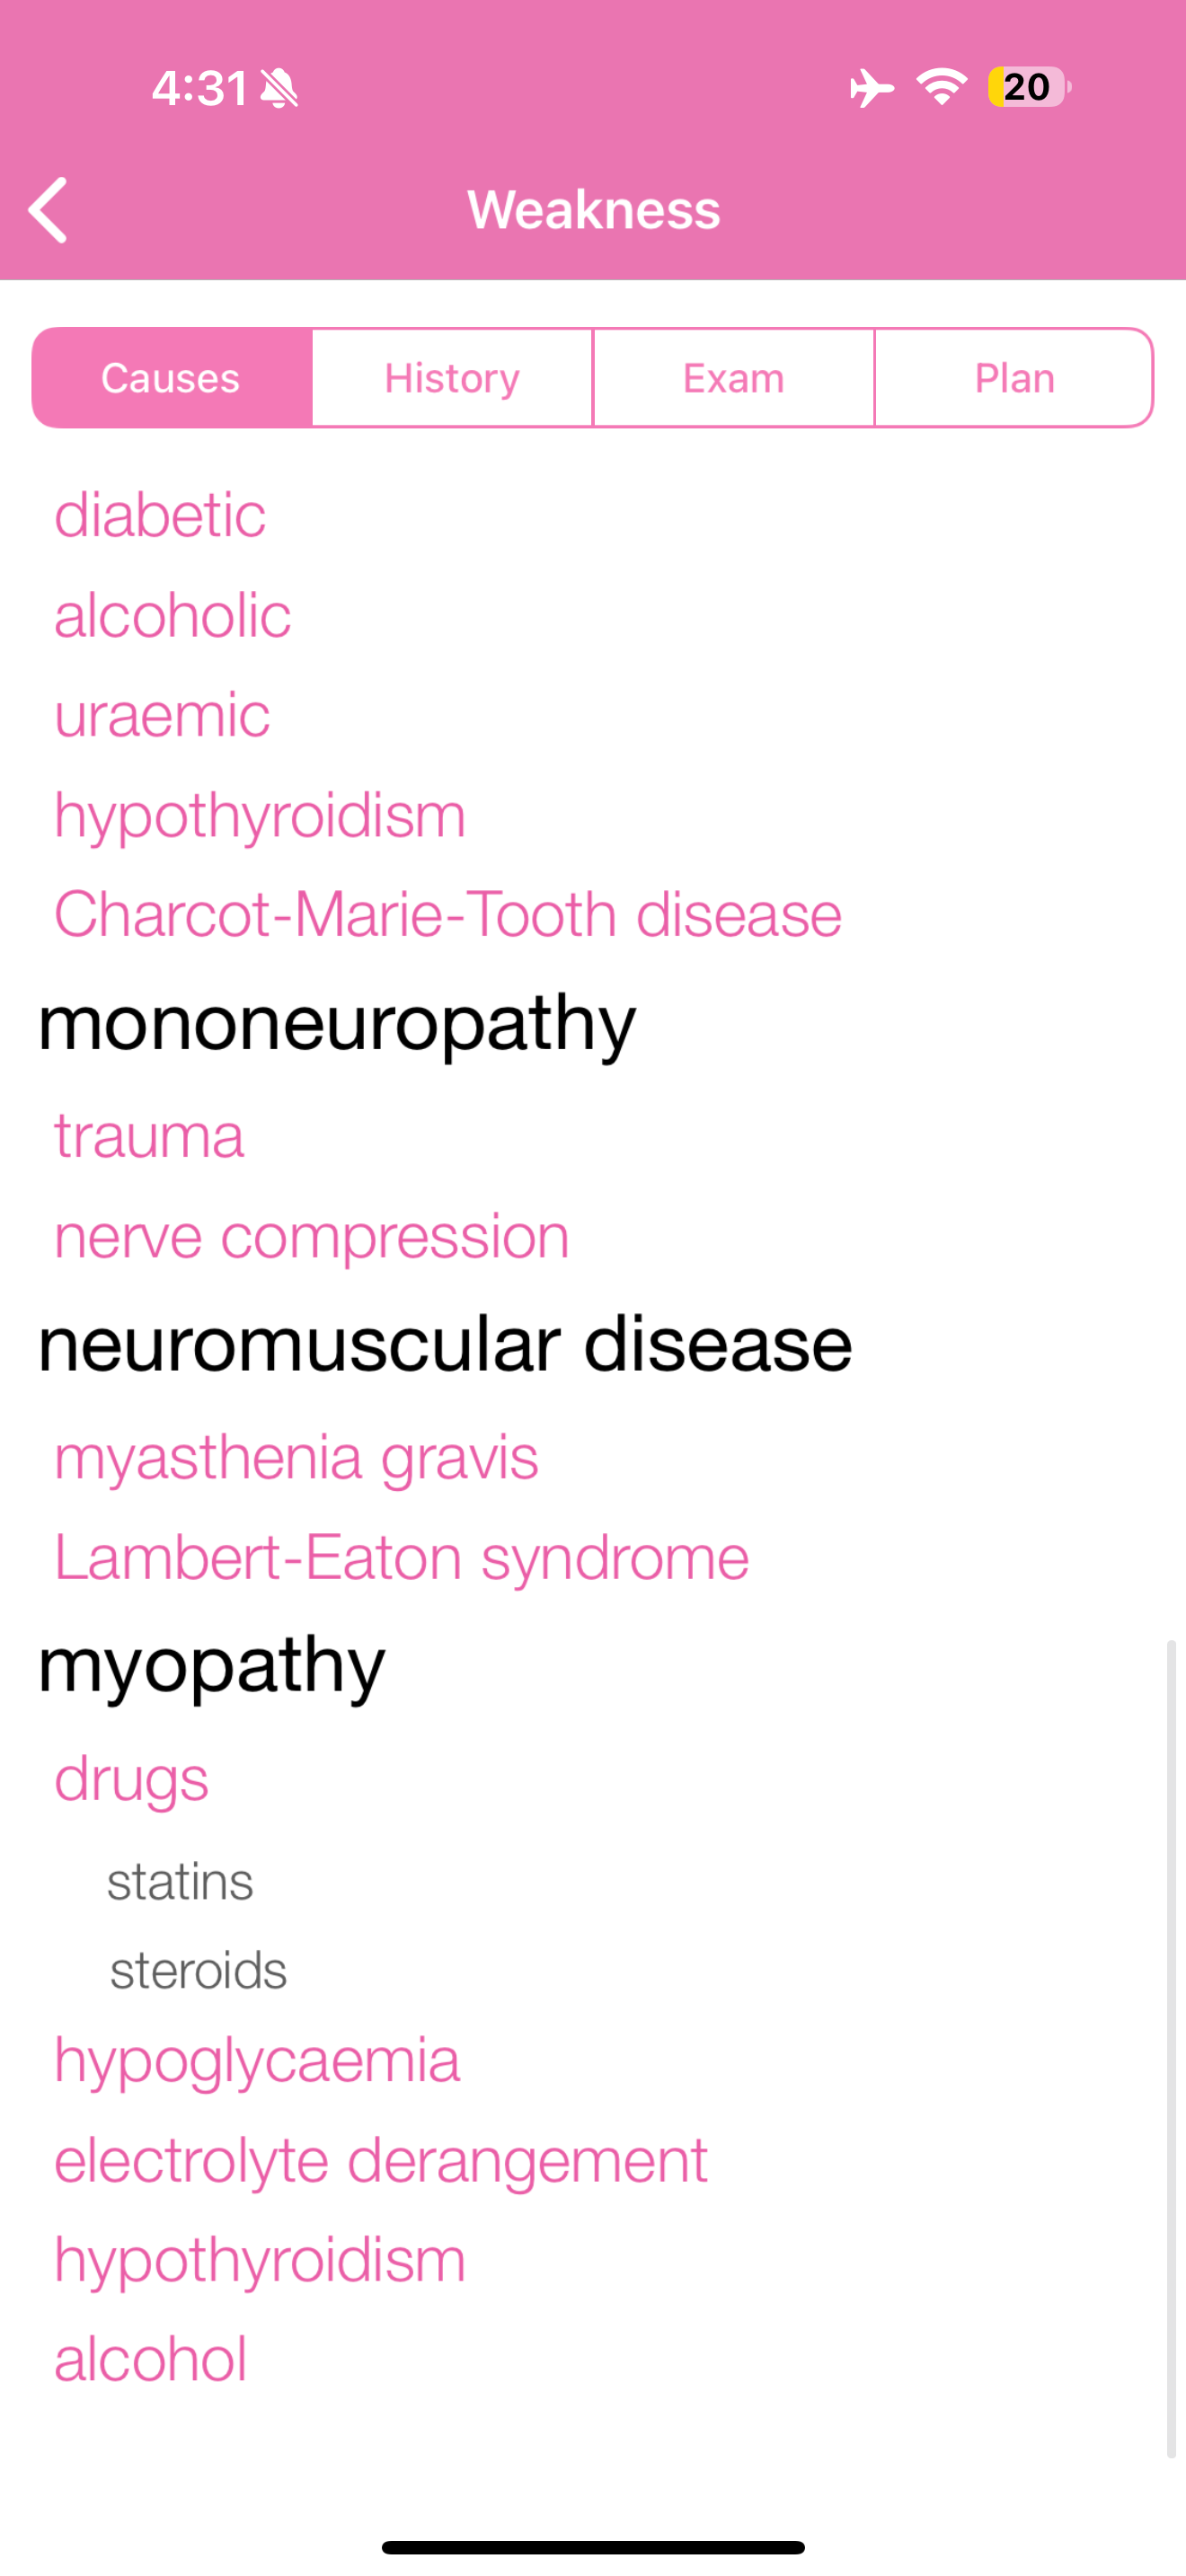 4:31
20
Weakness
Causes History Exam Plan
diabetic
alcoholic
uraemic
hypothyroidism
Charcot-Marie-Tooth disease
mononeuropathy
trauma
nerve compression
neuromuscular disease
myasthenia gravis
Lambert-Eaton syndrome
myopathy
drugs
statins
steroids
hypoglycaemia
electrolyte derangement
hypothyroidism
alcohol